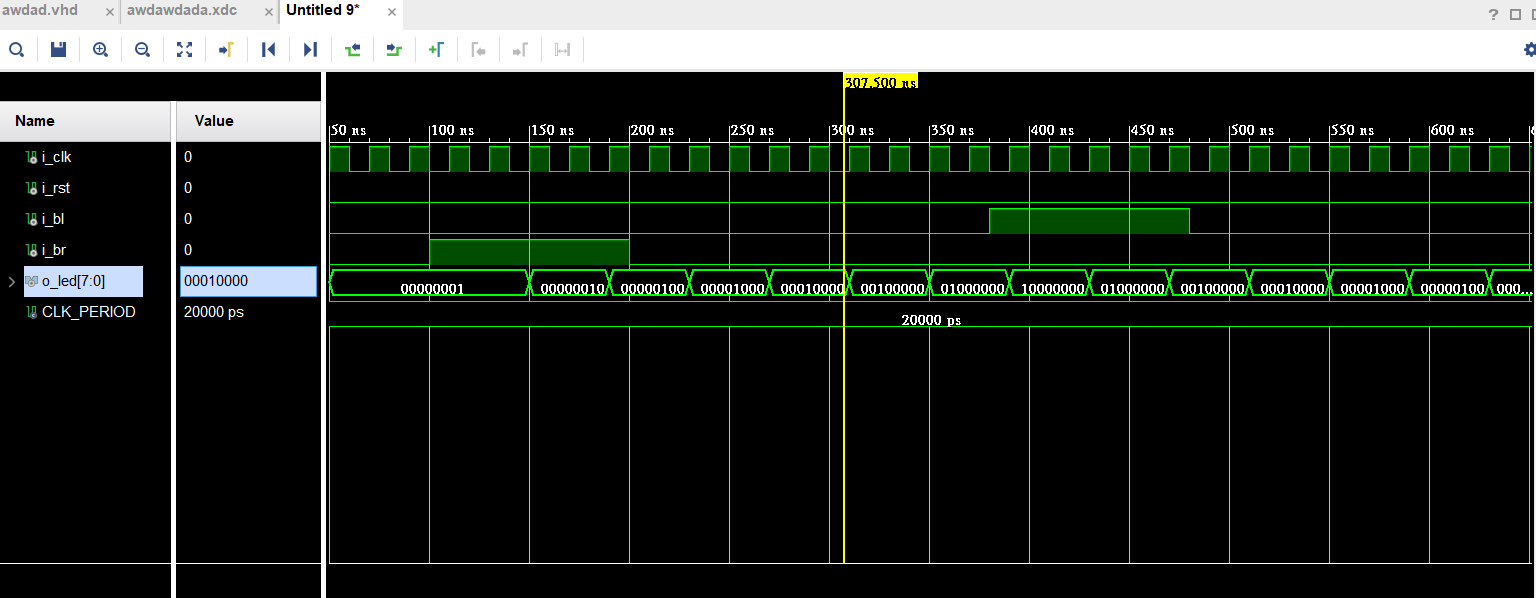 awdad.vhd × awdawdada.xdc × Untitled 9* × ?
307.500 ns
Name Value
50 ns 100 ns 150 ns 200 ns 250 ns 300 ns 350 ns 400 ns 450 ns 500 ns 550 ns 600 ns
i_clk 0
i_rst 0
i_bl 0
i_br 0
o_led[7:0] 00010000 00000001 00000010 00000100 00001000 00010000 00100000 01000000 10000000 01000000 00100000 00010000 00001000 00000100 000...
CLK_PERIOD 20000 ps 20000 ps